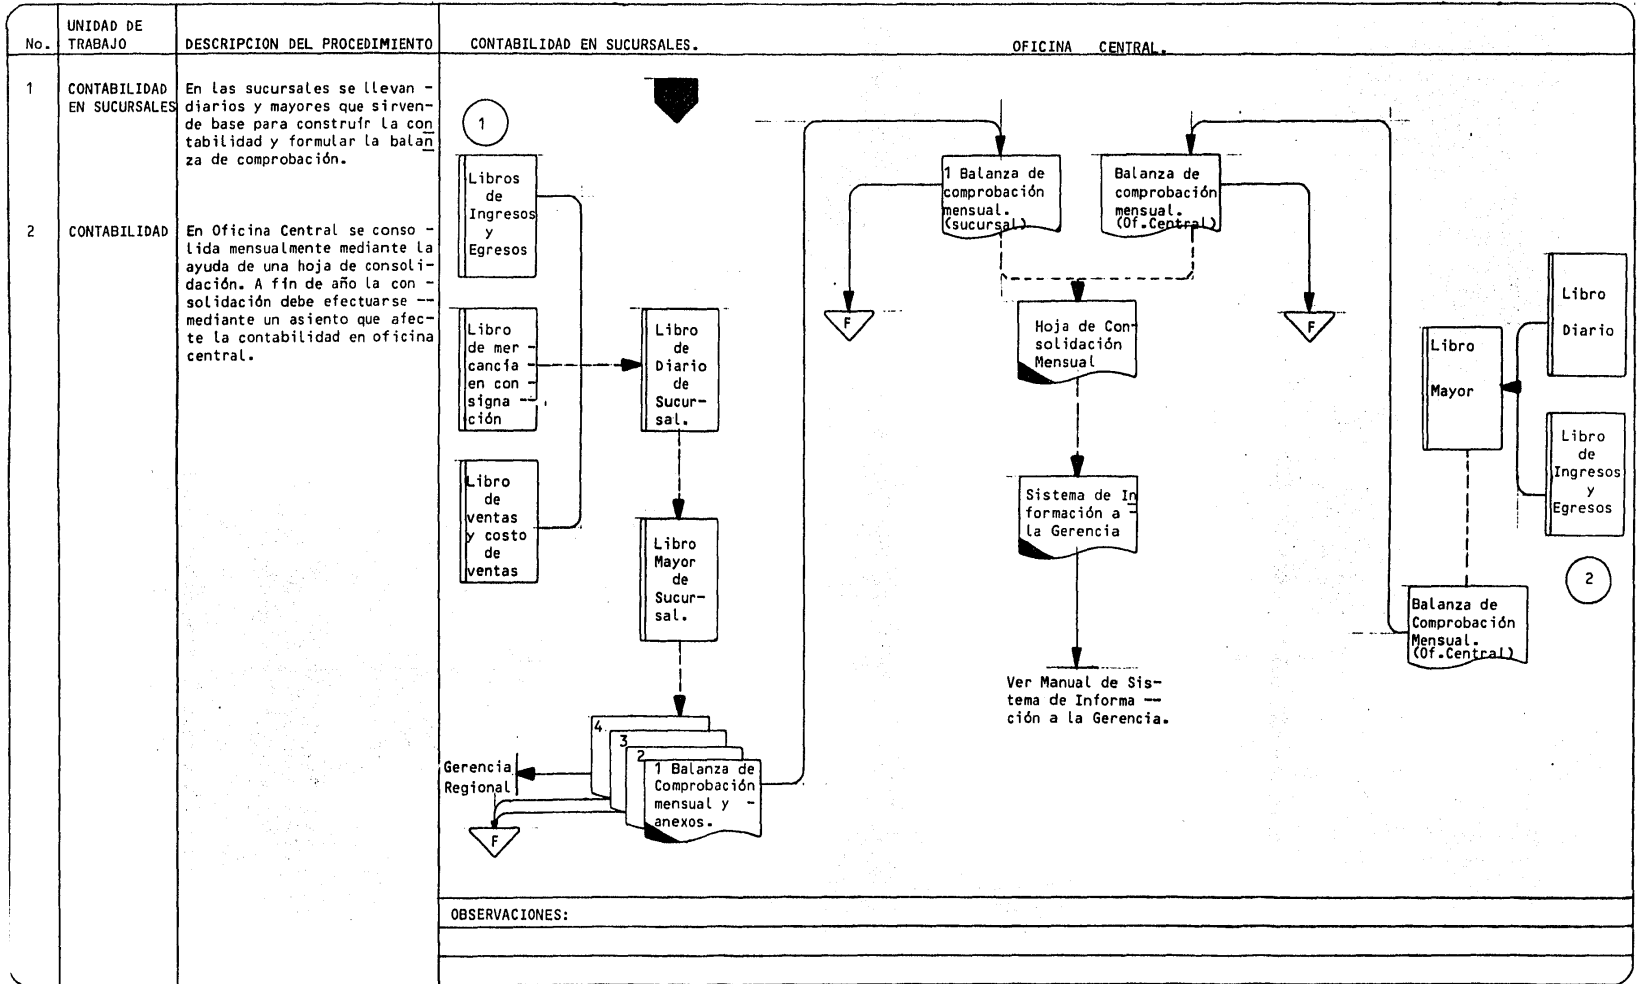 No.
UNIDAD DE
TRABAJO
DESCRIPCION DEL PROCEDIMIENTO
CONTABILIDAD EN SUCURSALES.
OFICINA CENTRAL.
1
CONTABILIDAD
EN SUCURSALES
En las sucursales se llevan -
diarios y mayores que sirven-
de base para construír la con
tabilidad y formular la balan
za de comprobación.
2
CONTABILIDAD
En Oficina Central se conso -
lida mensualmente mediante la
ayuda de una hoja de consoli-
dación. A fín de año la con -
solidación debe efectuarse --
mediante un asiento que afec-
te la contabilidad en oficina
central.
1
Libros
de
Ingresos
y
Egresos
Libro
de mer -
cancía
en con -
signa --
ción
Libro
de
ventas
y costo
de
ventas
Libro
de
Diario
de
Sucur-
sal.
Libro
Mayor
de
Sucur-
sal.
4
3
2
1 Balanza de
Comprobación
mensual y -
anexos.
Gerencia
Regional
F
1 Balanza de
comprobación
mensual.
(sucursal)
F
Balanza de
comprobación
mensual.
(Of.Central)
F
Hoja de Con-
solidación
Mensual
Sistema de In
formación a -
la Gerencia
Ver Manual de Sis-
tema de Informa --
ción a la Gerencia.
Libro
Mayor
Libro
Diario
Libro
de
Ingresos
y
Egresos
2
Balanza de
Comprobación
Mensual.
(Of.Central)
OBSERVACIONES: